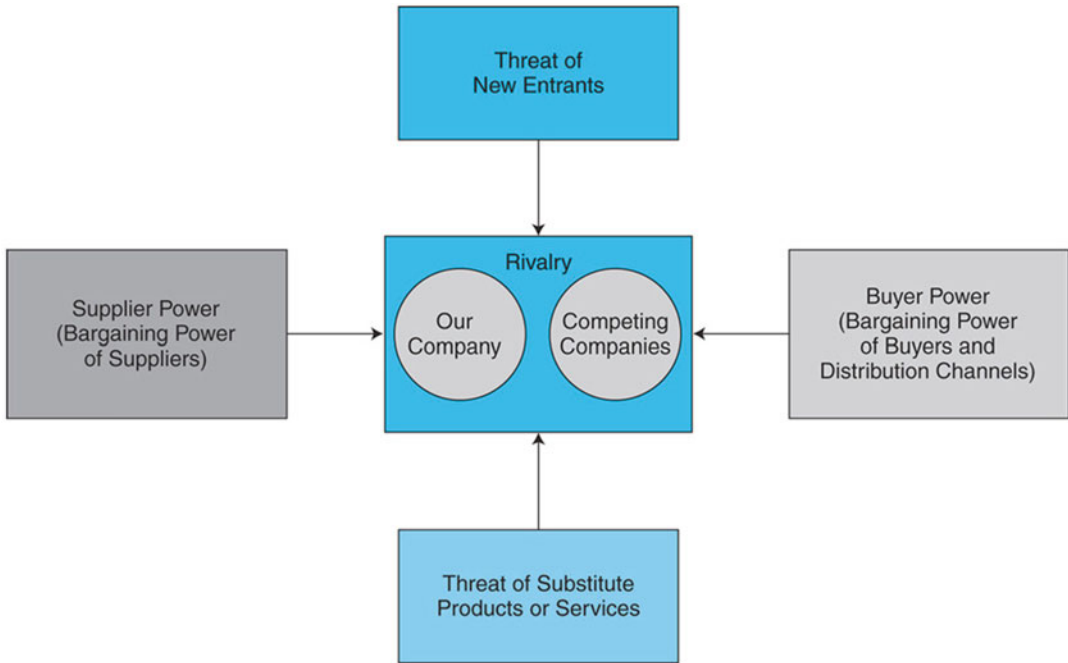 Threat of
New Entrants
Supplier Power
(Bargaining Power
of Suppliers)
Rivalry
Our
Company
Competing
Companies
Buyer Power
(Bargaining Power
of Buyers and
Distribution Channels)
Threat of Substitute
Products or Services